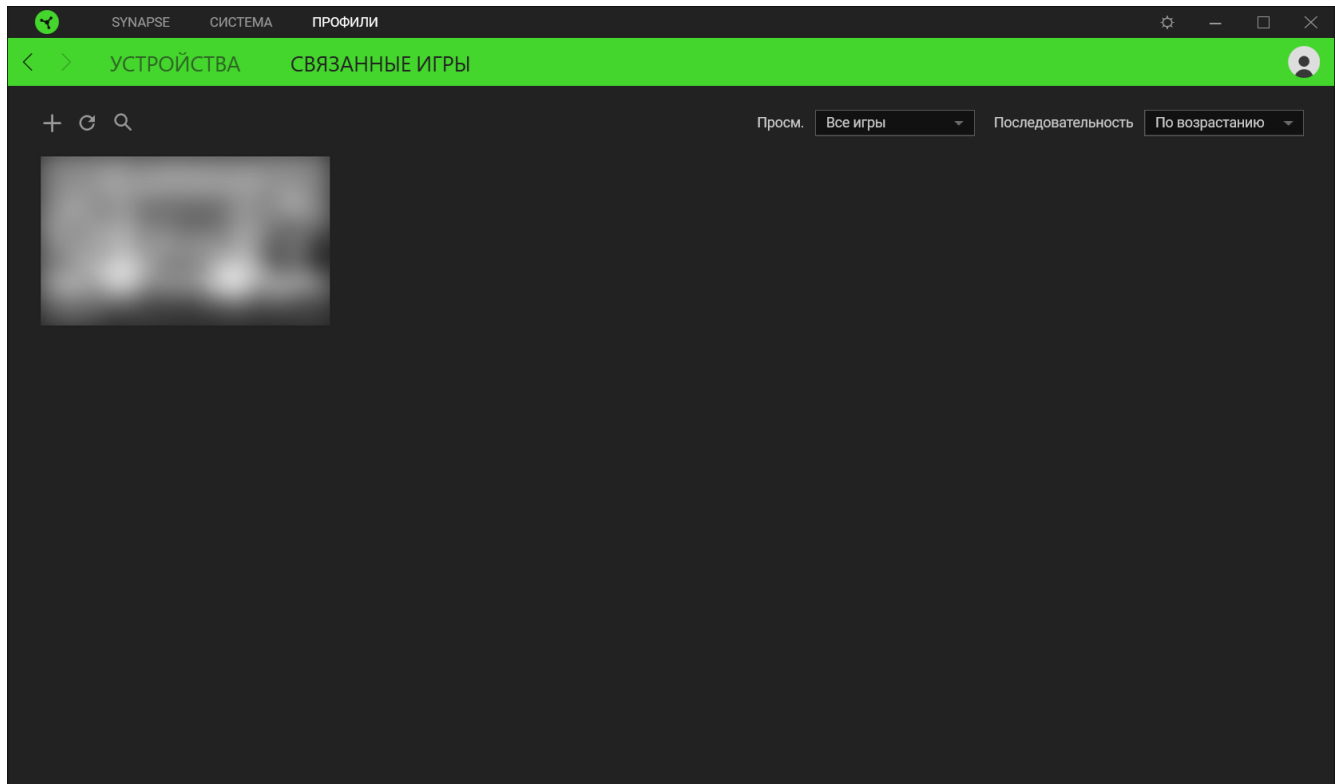 SYNAPSE СИСТЕМА ПРОФИЛИ
УСТРОЙСТВА СВЯЗАННЫЕ ИГРЫ
Просм. Все игры Последовательность По возрастанию